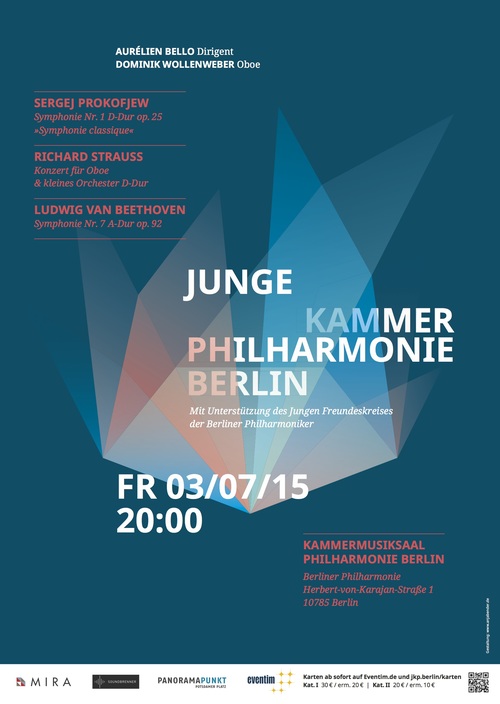 AURÉLIEN BELLO Dirigent
DOMINIK WOLLENWEBER Oboe
SERGEJ PROKOFJEW
Symphonie Nr. 1 D-Dur op. 25
»Symphonie classique«
RICHARD STRAUSS
Konzert für Oboe
& kleines Orchester D-Dur
LUDWIG VAN BEETHOVEN
Symphonie Nr. 7 A-Dur op. 92
JUNGE
KAMMER
PHILHARMONIE
BERLIN
Mit Unterstützung des Jungen Freundeskreises
der Berliner Philharmoniker
FR 03/07/15
20:00
KAMMERMUSIKSAAL
PHILHARMONIE BERLIN
Berliner Philharmonie
Herbert-von-Karajan-Straße 1
10785 Berlin
MIRA
SOUNDBRENNER
PANORAMAPUNKT
POTSDAMER PLATZ
eventim
Karten ab sofort auf Eventim.de und jkp.berlin/karten
Kat. I 30 € / erm. 20 € | Kat. II 20 € / erm. 10 €